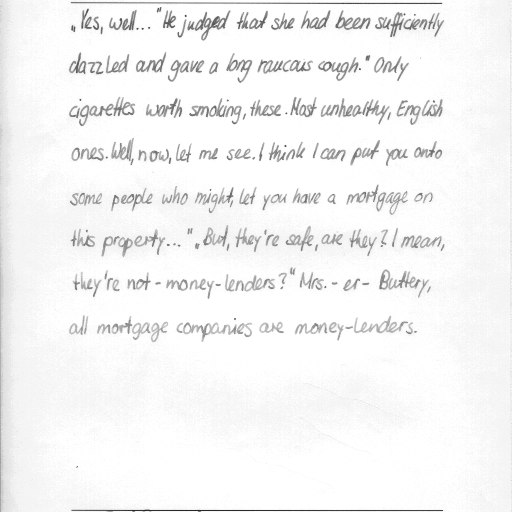 „Yes, well..." He judged that she had been sufficiently
dazzled and gave a long raucous cough." Only
cigarettes worth smoking, these. Most unhealthy, English
ones. Well, now, let me see. I think I can put you onto
some people who might, let you have a mortgage on
this property..." „But, they're safe, are they? I mean,
they're not - money-lenders?" Mrs. - er - Buttery,
all mortgage companies are money-lenders.